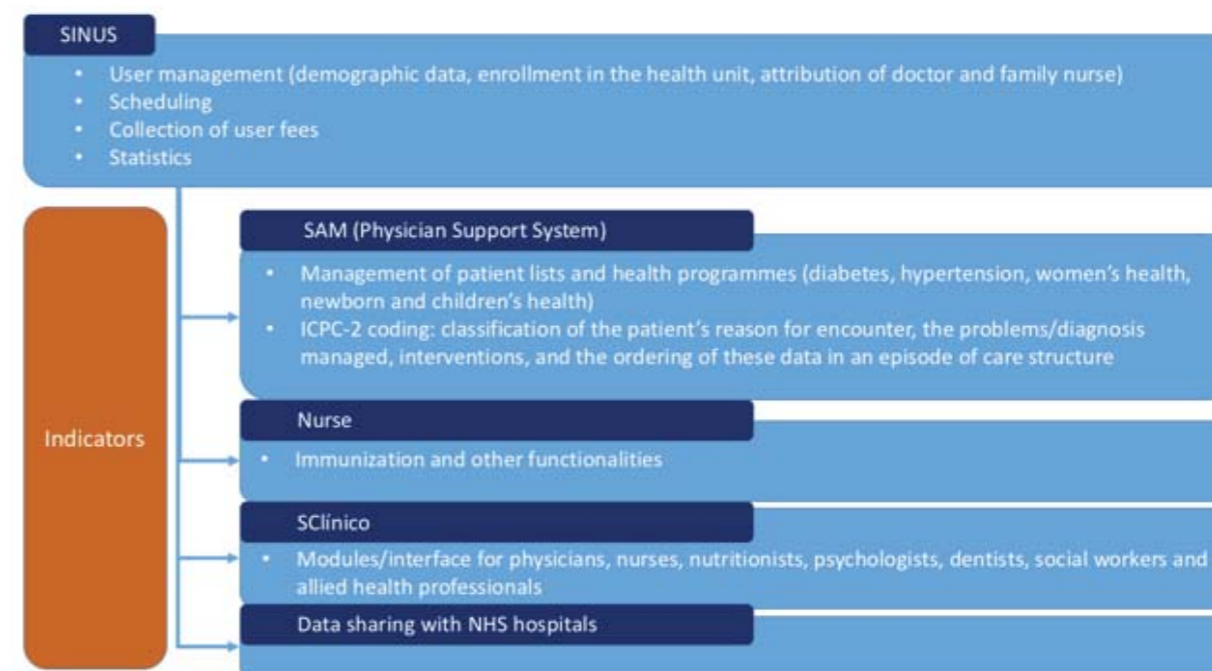 SINUS
• User management (demographic data, enrollment in the health unit, attribution of doctor and family nurse)
• Scheduling
• Collection of user fees
• Statistics
Indicators
SAM (Physician Support System)
• Management of patient lists and health programmes (diabetes, hypertension, women's health,
newborn and children's health)
• ICPC-2 coding: classification of the patient's reason for encounter, the problems/diagnosis
managed, interventions, and the ordering of these data in an episode of care structure
Nurse
• Immunization and other functionalities
SClínico
• Modules/interface for physicians, nurses, nutritionists, psychologists, dentists, social workers and
allied health professionals
Data sharing with NHS hospitals